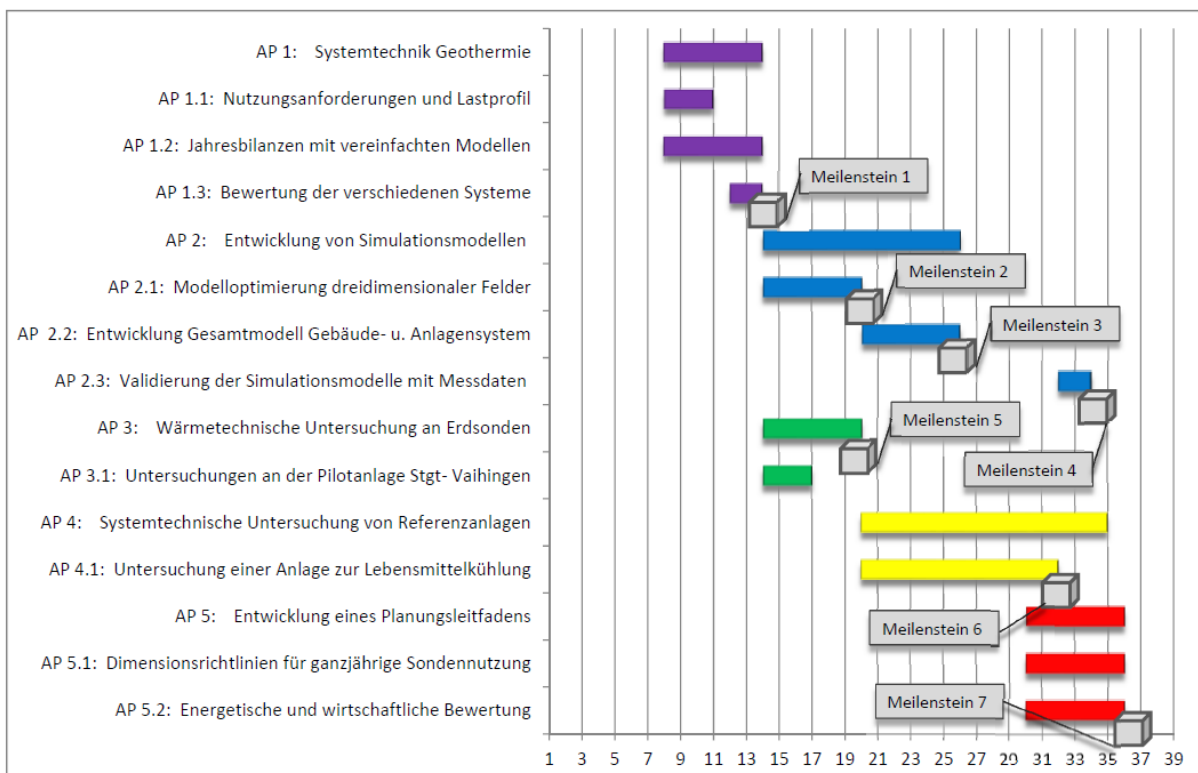 AP 1: Systemtechnik Geothermie
AP 1.1: Nutzungsanforderungen und Lastprofil
AP 1.2: Jahresbilanzen mit vereinfachten Modellen
AP 1.3: Bewertung der verschiedenen Systeme
Meilenstein 1
AP 2: Entwicklung von Simulationsmodellen
AP 2.1: Modelloptimierung dreidimensionaler Felder
Meilenstein 2
AP 2.2: Entwicklung Gesamtmodell Gebäude- u. Anlagensystem
Meilenstein 3
AP 2.3: Validierung der Simulationsmodelle mit Messdaten
AP 3: Wärmetechnische Untersuchung an Erdsonden
Meilenstein 5
AP 3.1: Untersuchungen an der Pilotanlage Stgt- Vaihingen
Meilenstein 4
AP 4: Systemtechnische Untersuchung von Referenzanlagen
AP 4.1: Untersuchung einer Anlage zur Lebensmittelkühlung
AP 5: Entwicklung eines Planungsleitfadens
Meilenstein 6
AP 5.1: Dimensionsrichtlinien für ganzjährige Sondennutzung
AP 5.2: Energetische und wirtschaftliche Bewertung
Meilenstein 7
1 3 5 7 9 11 13 15 17 19 21 23 25 27 29 31 33 35 37 39